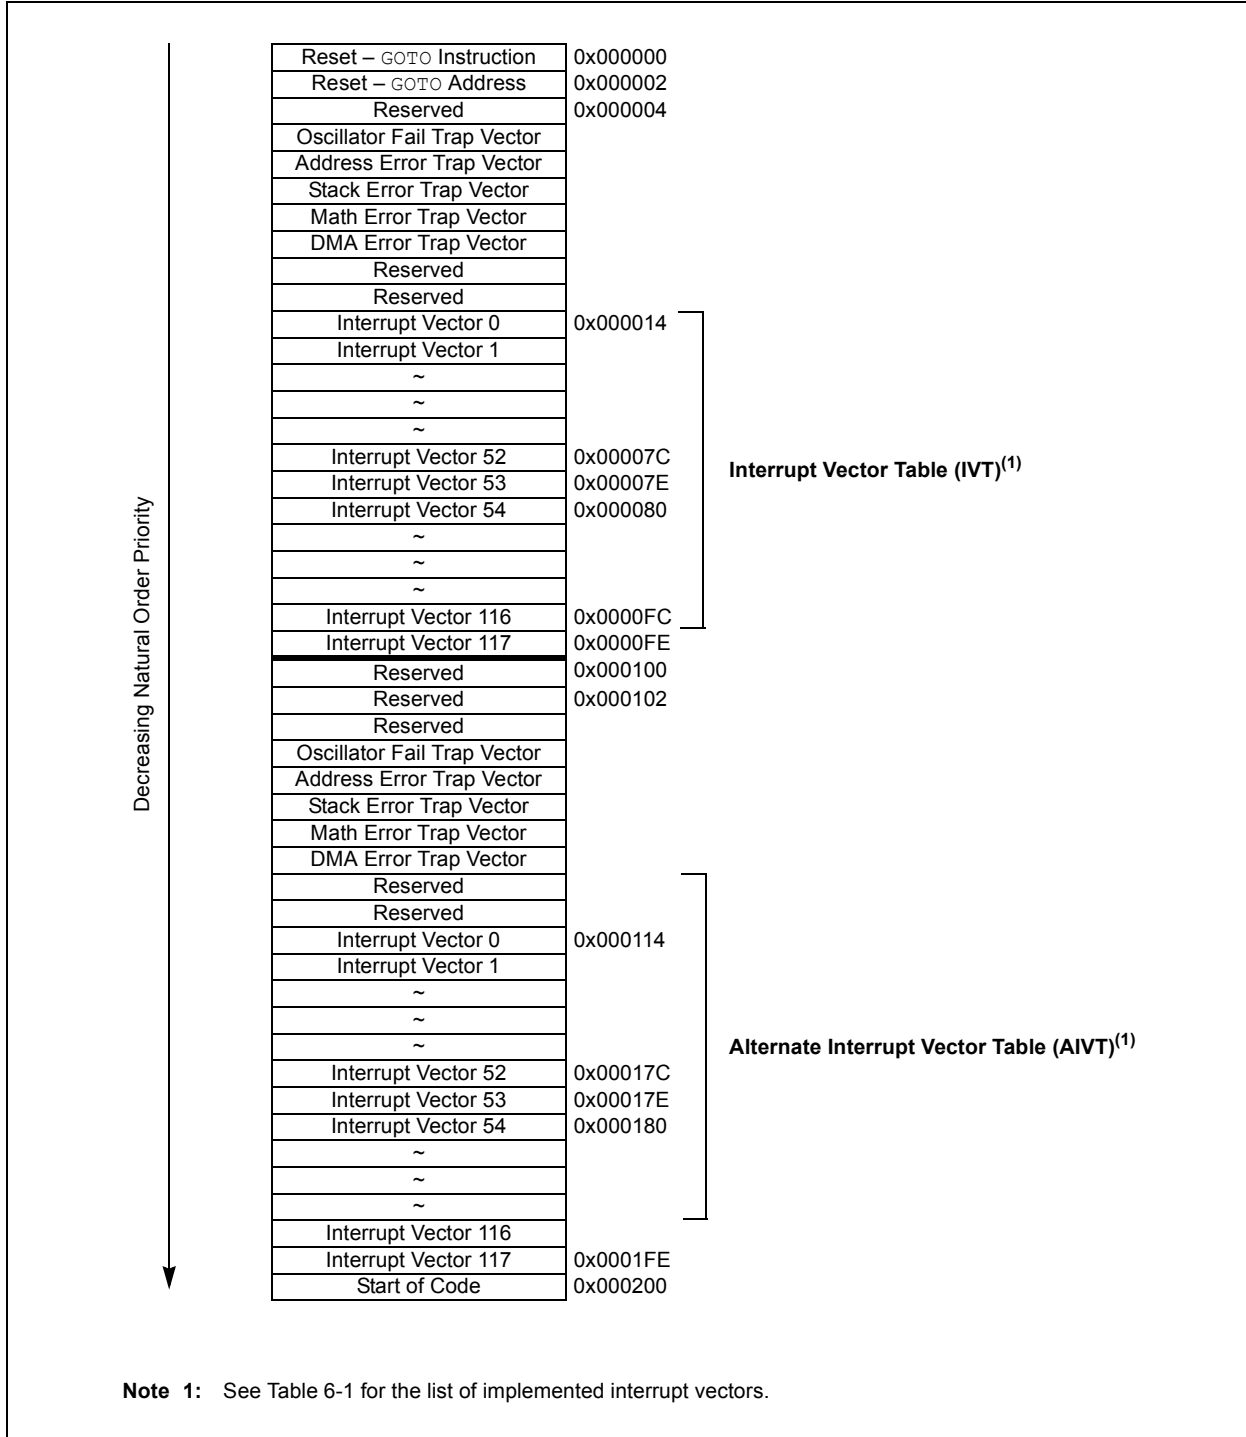 Reset – GOTO Instruction 0x000000
Reset – GOTO Address 0x000002
Reserved 0x000004
Oscillator Fail Trap Vector
Address Error Trap Vector
Stack Error Trap Vector
Math Error Trap Vector
DMA Error Trap Vector
Reserved
Reserved
Interrupt Vector 0 0x000014
Interrupt Vector 1
~
~
~
Interrupt Vector 52 0x00007C
Interrupt Vector Table (IVT)(1)
Interrupt Vector 53 0x00007E
Interrupt Vector 54 0x000080
~
~
~
Interrupt Vector 116 0x0000FC
Interrupt Vector 117 0x0000FE
Decreasing Natural Order Priority
Reserved 0x000100
Reserved 0x000102
Reserved
Oscillator Fail Trap Vector
Address Error Trap Vector
Stack Error Trap Vector
Math Error Trap Vector
DMA Error Trap Vector
Reserved
Reserved
Interrupt Vector 0 0x000114
Interrupt Vector 1
~
~
~
Alternate Interrupt Vector Table (AIVT)(1)
Interrupt Vector 52 0x00017C
Interrupt Vector 53 0x00017E
Interrupt Vector 54 0x000180
~
~
~
Interrupt Vector 116
Interrupt Vector 117 0x0001FE
Start of Code 0x000200
Note 1: See Table 6-1 for the list of implemented interrupt vectors.